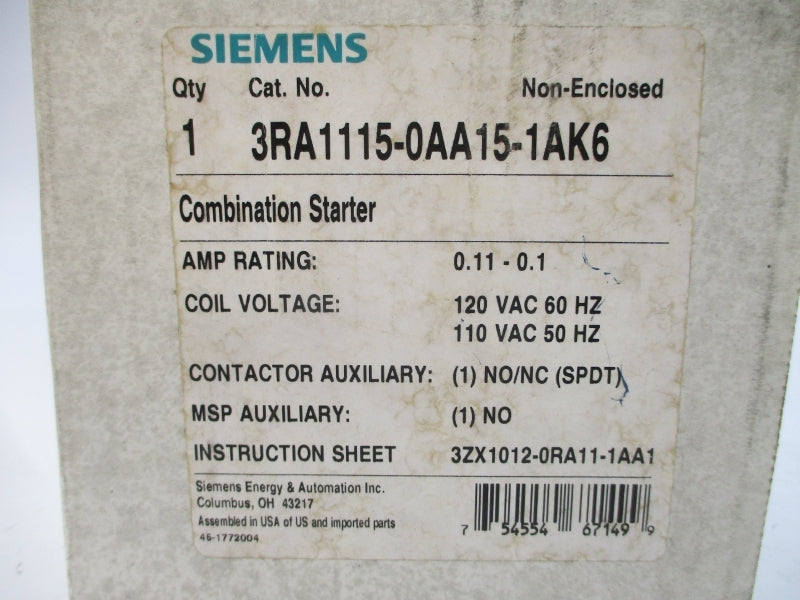 SIEMENS
Qty Cat. No. Non-Enclosed
1 3RA1115-0AA15-1AK6
Combination Starter
AMP RATING: 0.11 - 0.1
COIL VOLTAGE: 120 VAC 60 HZ
110 VAC 50 HZ
CONTACTOR AUXILIARY: (1) NO/NC (SPDT)
MSP AUXILIARY: (1) NO
INSTRUCTION SHEET 3ZX1012-0RA11-1AA1
Siemens Energy & Automation Inc.
Columbus, OH 43217
Assembled in USA of US and imported parts
46-1772004
7 54554 67149 9